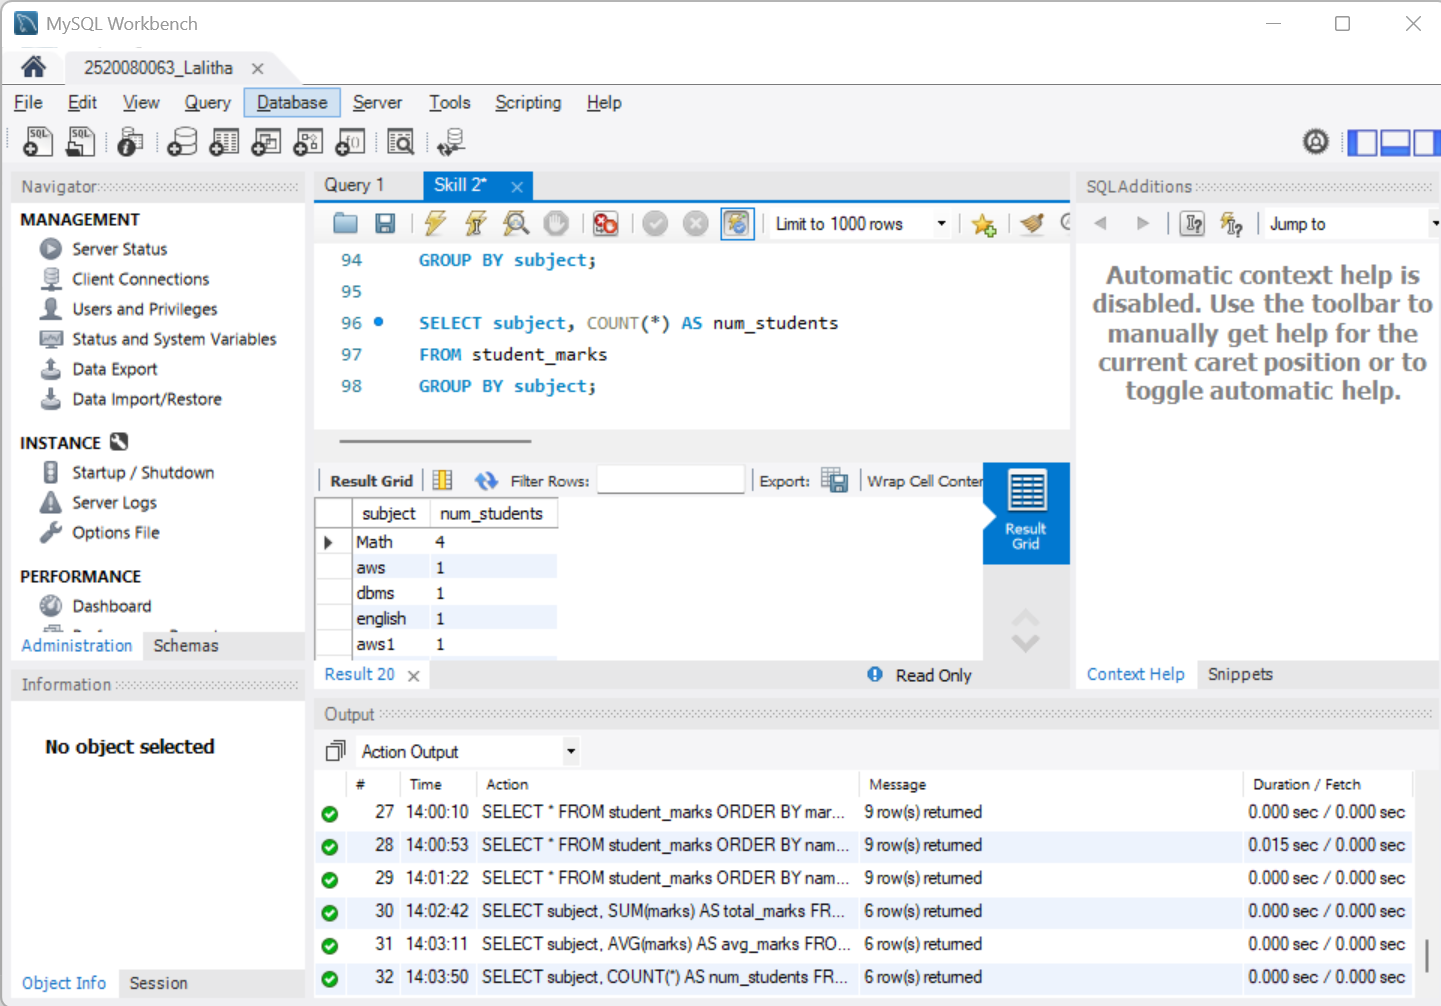 MySQL Workbench
2520080063_Lalitha
File Edit View Query Database Server Tools Scripting Help
Navigator
MANAGEMENT
Server Status
Client Connections
Users and Privileges
Status and System Variables
Data Export
Data Import/Restore
INSTANCE
Startup / Shutdown
Server Logs
Options File
PERFORMANCE
Dashboard
Administration Schemas
Information
No object selected
Object Info Session
Query 1 Skill 2*
Limit to 1000 rows
94 GROUP BY subject;
95
96 SELECT subject, COUNT(*) AS num_students
97 FROM student_marks
98 GROUP BY subject;
Result Grid Filter Rows: Export: Wrap Cell Conten
subject num_students
Math 4
aws 1
dbms 1
english 1
aws1 1
Result Grid
Result 20 Read Only
SQLAdditions
Jump to
Automatic context help is
disabled. Use the toolbar to
manually get help for the
current caret position or to
toggle automatic help.
Context Help Snippets
Output
Action Output
# Time Action Message Duration / Fetch
27 14:00:10 SELECT * FROM student_marks ORDER BY mar... 9 row(s) returned 0.000 sec / 0.000 sec
28 14:00:53 SELECT * FROM student_marks ORDER BY nam... 9 row(s) returned 0.015 sec / 0.000 sec
29 14:01:22 SELECT * FROM student_marks ORDER BY nam... 9 row(s) returned 0.000 sec / 0.000 sec
30 14:02:42 SELECT subject, SUM(marks) AS total_marks FR... 6 row(s) returned 0.000 sec / 0.000 sec
31 14:03:11 SELECT subject, AVG(marks) AS avg_marks FRO... 6 row(s) returned 0.000 sec / 0.000 sec
32 14:03:50 SELECT subject, COUNT(*) AS num_students FR... 6 row(s) returned 0.000 sec / 0.000 sec